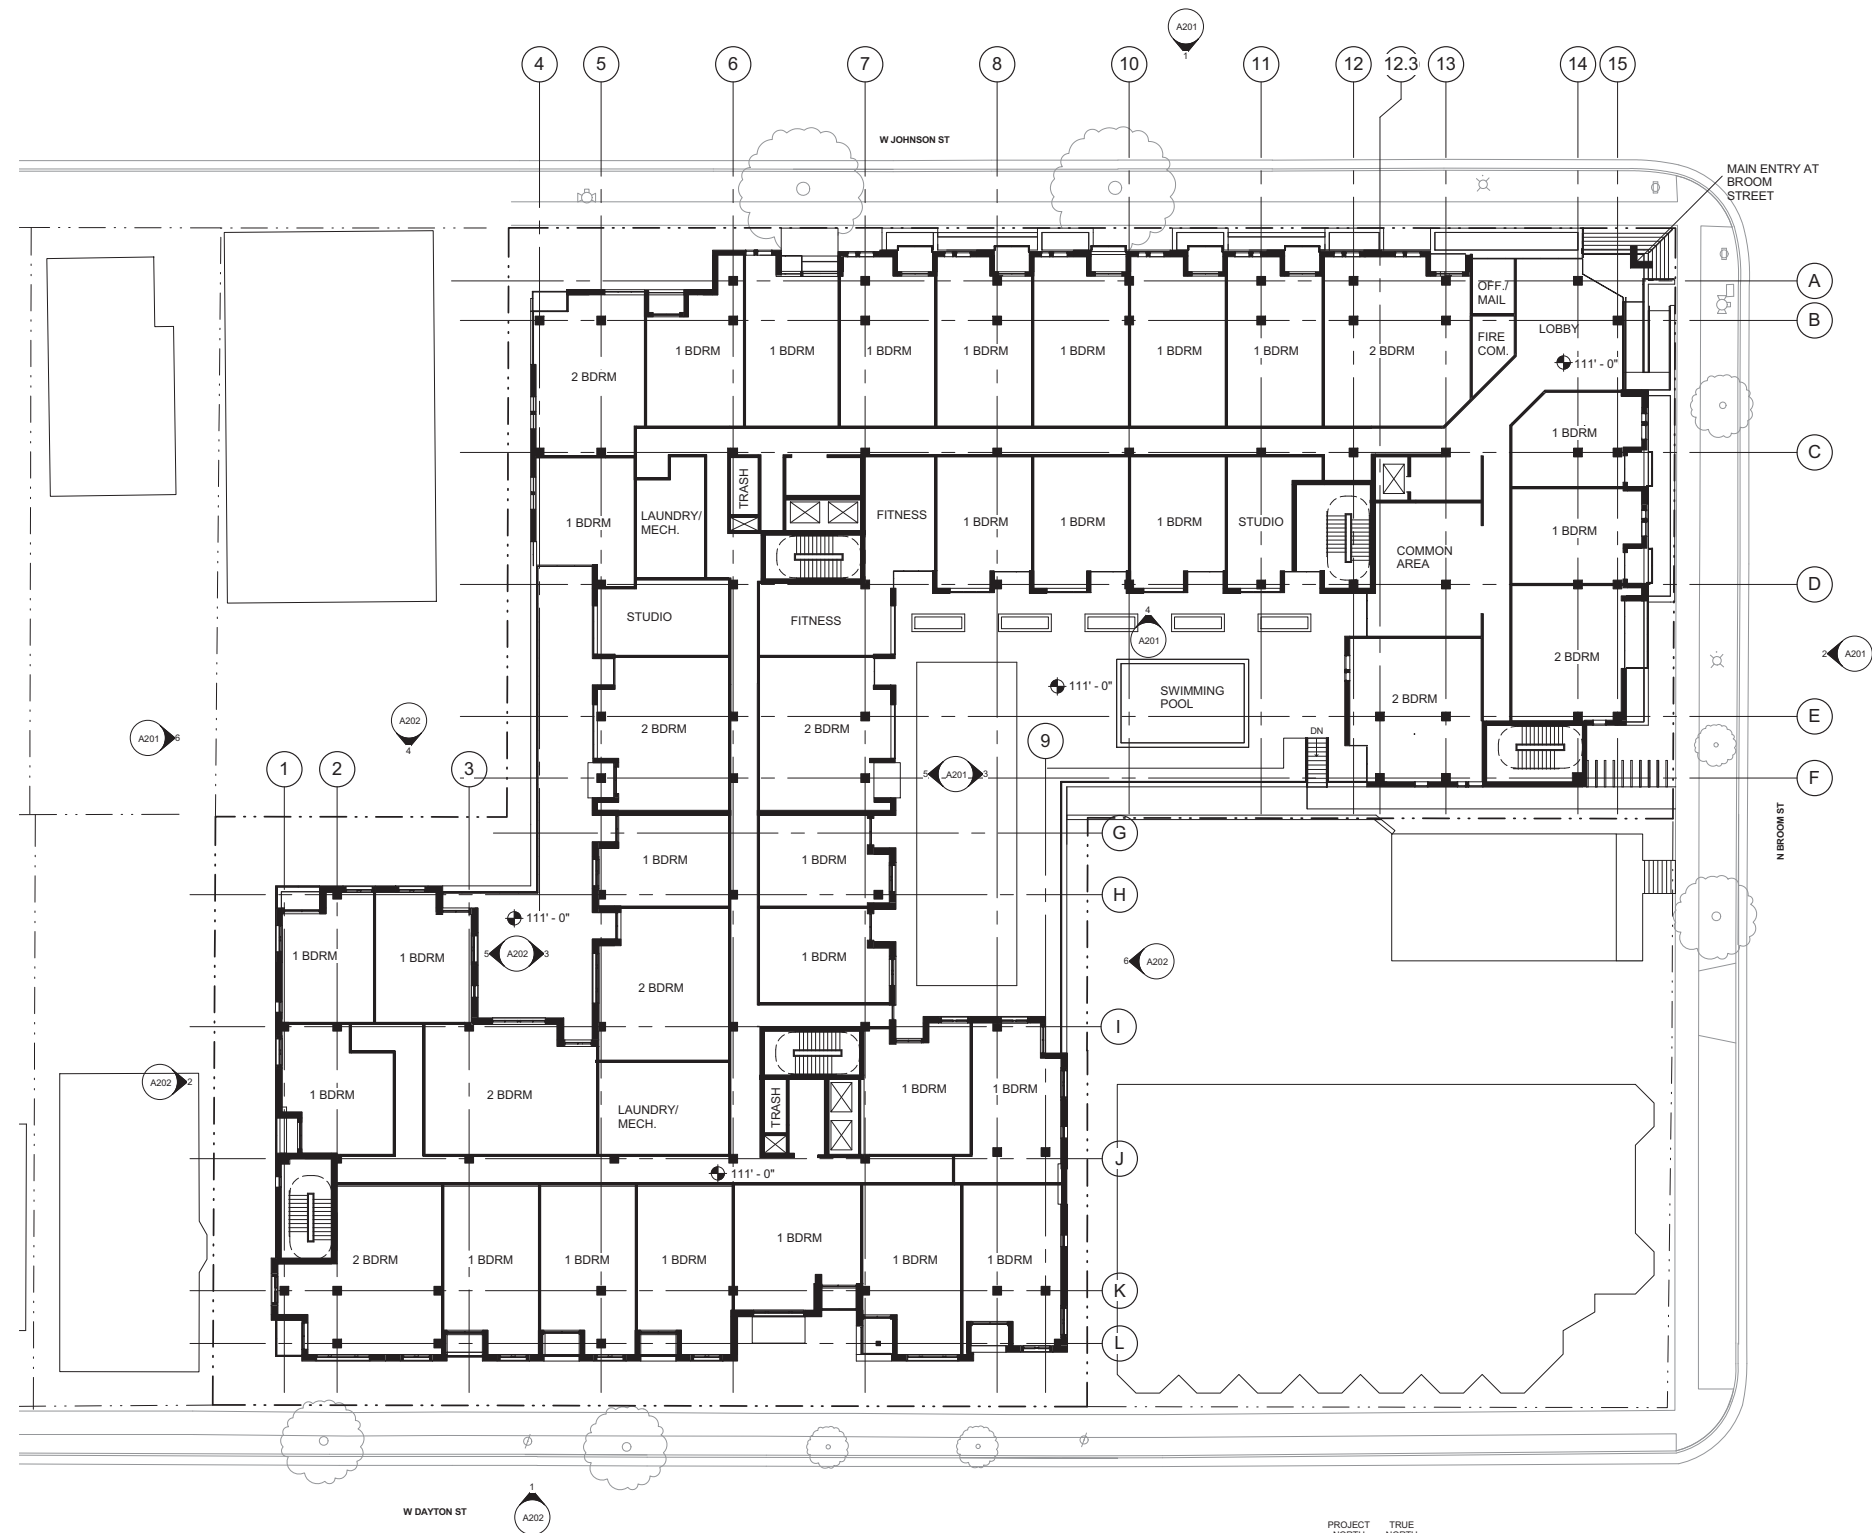 A201
1
4
5
6
7
8
10
11
12
12.3
13
14
15
W JOHNSON ST
MAIN ENTRY AT
BROOM
STREET
A
OFF./
MAIL
B
LOBBY
1 BDRM
1 BDRM
1 BDRM
1 BDRM
1 BDRM
1 BDRM
1 BDRM
2 BDRM
FIRE
COM.
111' - 0"
2 BDRM
1 BDRM
C
TRASH
LAUNDRY/
MECH.
1 BDRM
FITNESS
1 BDRM
1 BDRM
1 BDRM
STUDIO
1 BDRM
COMMON
AREA
D
STUDIO
FITNESS
4
A201
2 BDRM
2
A201
111' - 0"
SWIMMING
POOL
2 BDRM
E
A202
4
A201
6
2 BDRM
2 BDRM
DN
9
1
2
3
5
A201
3
F
N BROOM ST
G
1 BDRM
1 BDRM
H
111' - 0"
1 BDRM
1 BDRM
5
A202
3
1 BDRM
6
A202
2 BDRM
I
A202
2
1 BDRM
2 BDRM
LAUNDRY/
MECH.
TRASH
1 BDRM
1 BDRM
J
111' - 0"
2 BDRM
1 BDRM
1 BDRM
1 BDRM
1 BDRM
1 BDRM
1 BDRM
K
L
W DAYTON ST
1
A202
PROJECT
NORTH
TRUE
NORTH